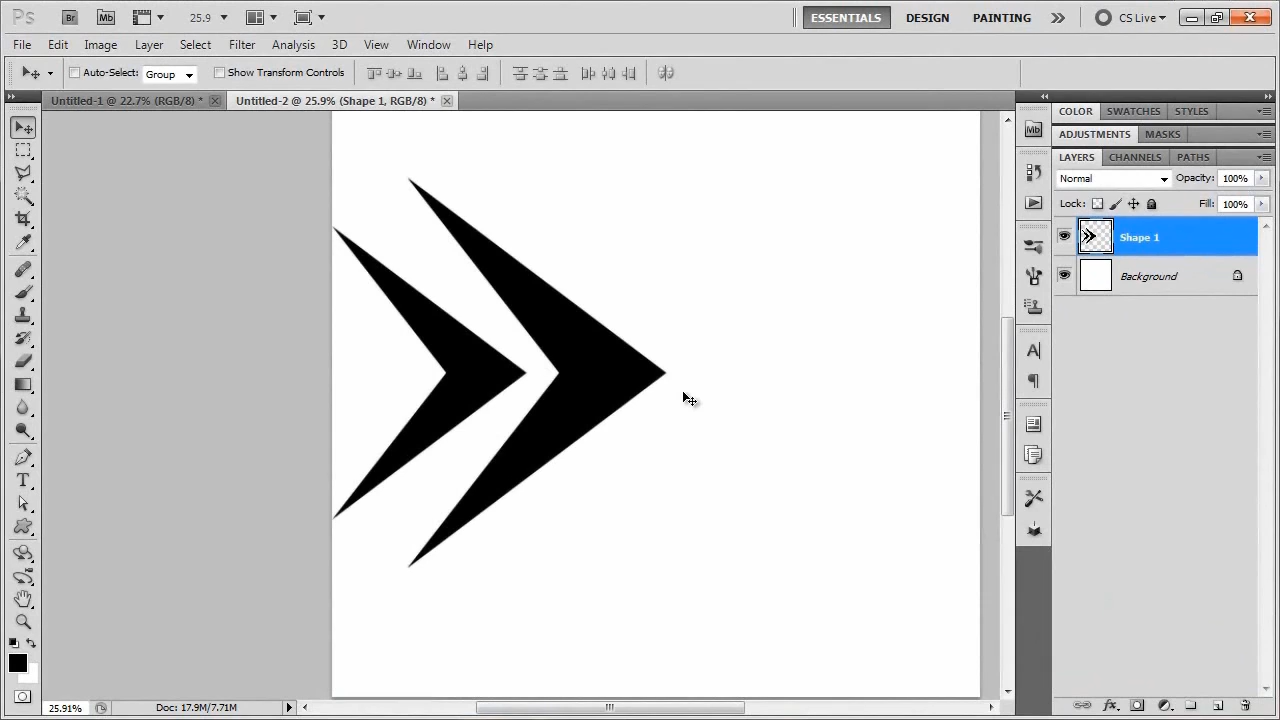 Ps Br Mb 25.9 ESSENTIALS DESIGN PAINTING CS Live
File Edit Image Layer Select Filter Analysis 3D View Window Help
Auto-Select: Group Show Transform Controls
Untitled-1 @ 22.7% (RGB/8) * Untitled-2 @ 25.9% (Shape 1, RGB/8) *
COLOR SWATCHES STYLES
Mb
ADJUSTMENTS MASKS
LAYERS CHANNELS PATHS
Normal Opacity: 100%
Lock: Fill: 100%
Shape 1
Background
A
T
25.91% Doc: 17.9M/7.71M